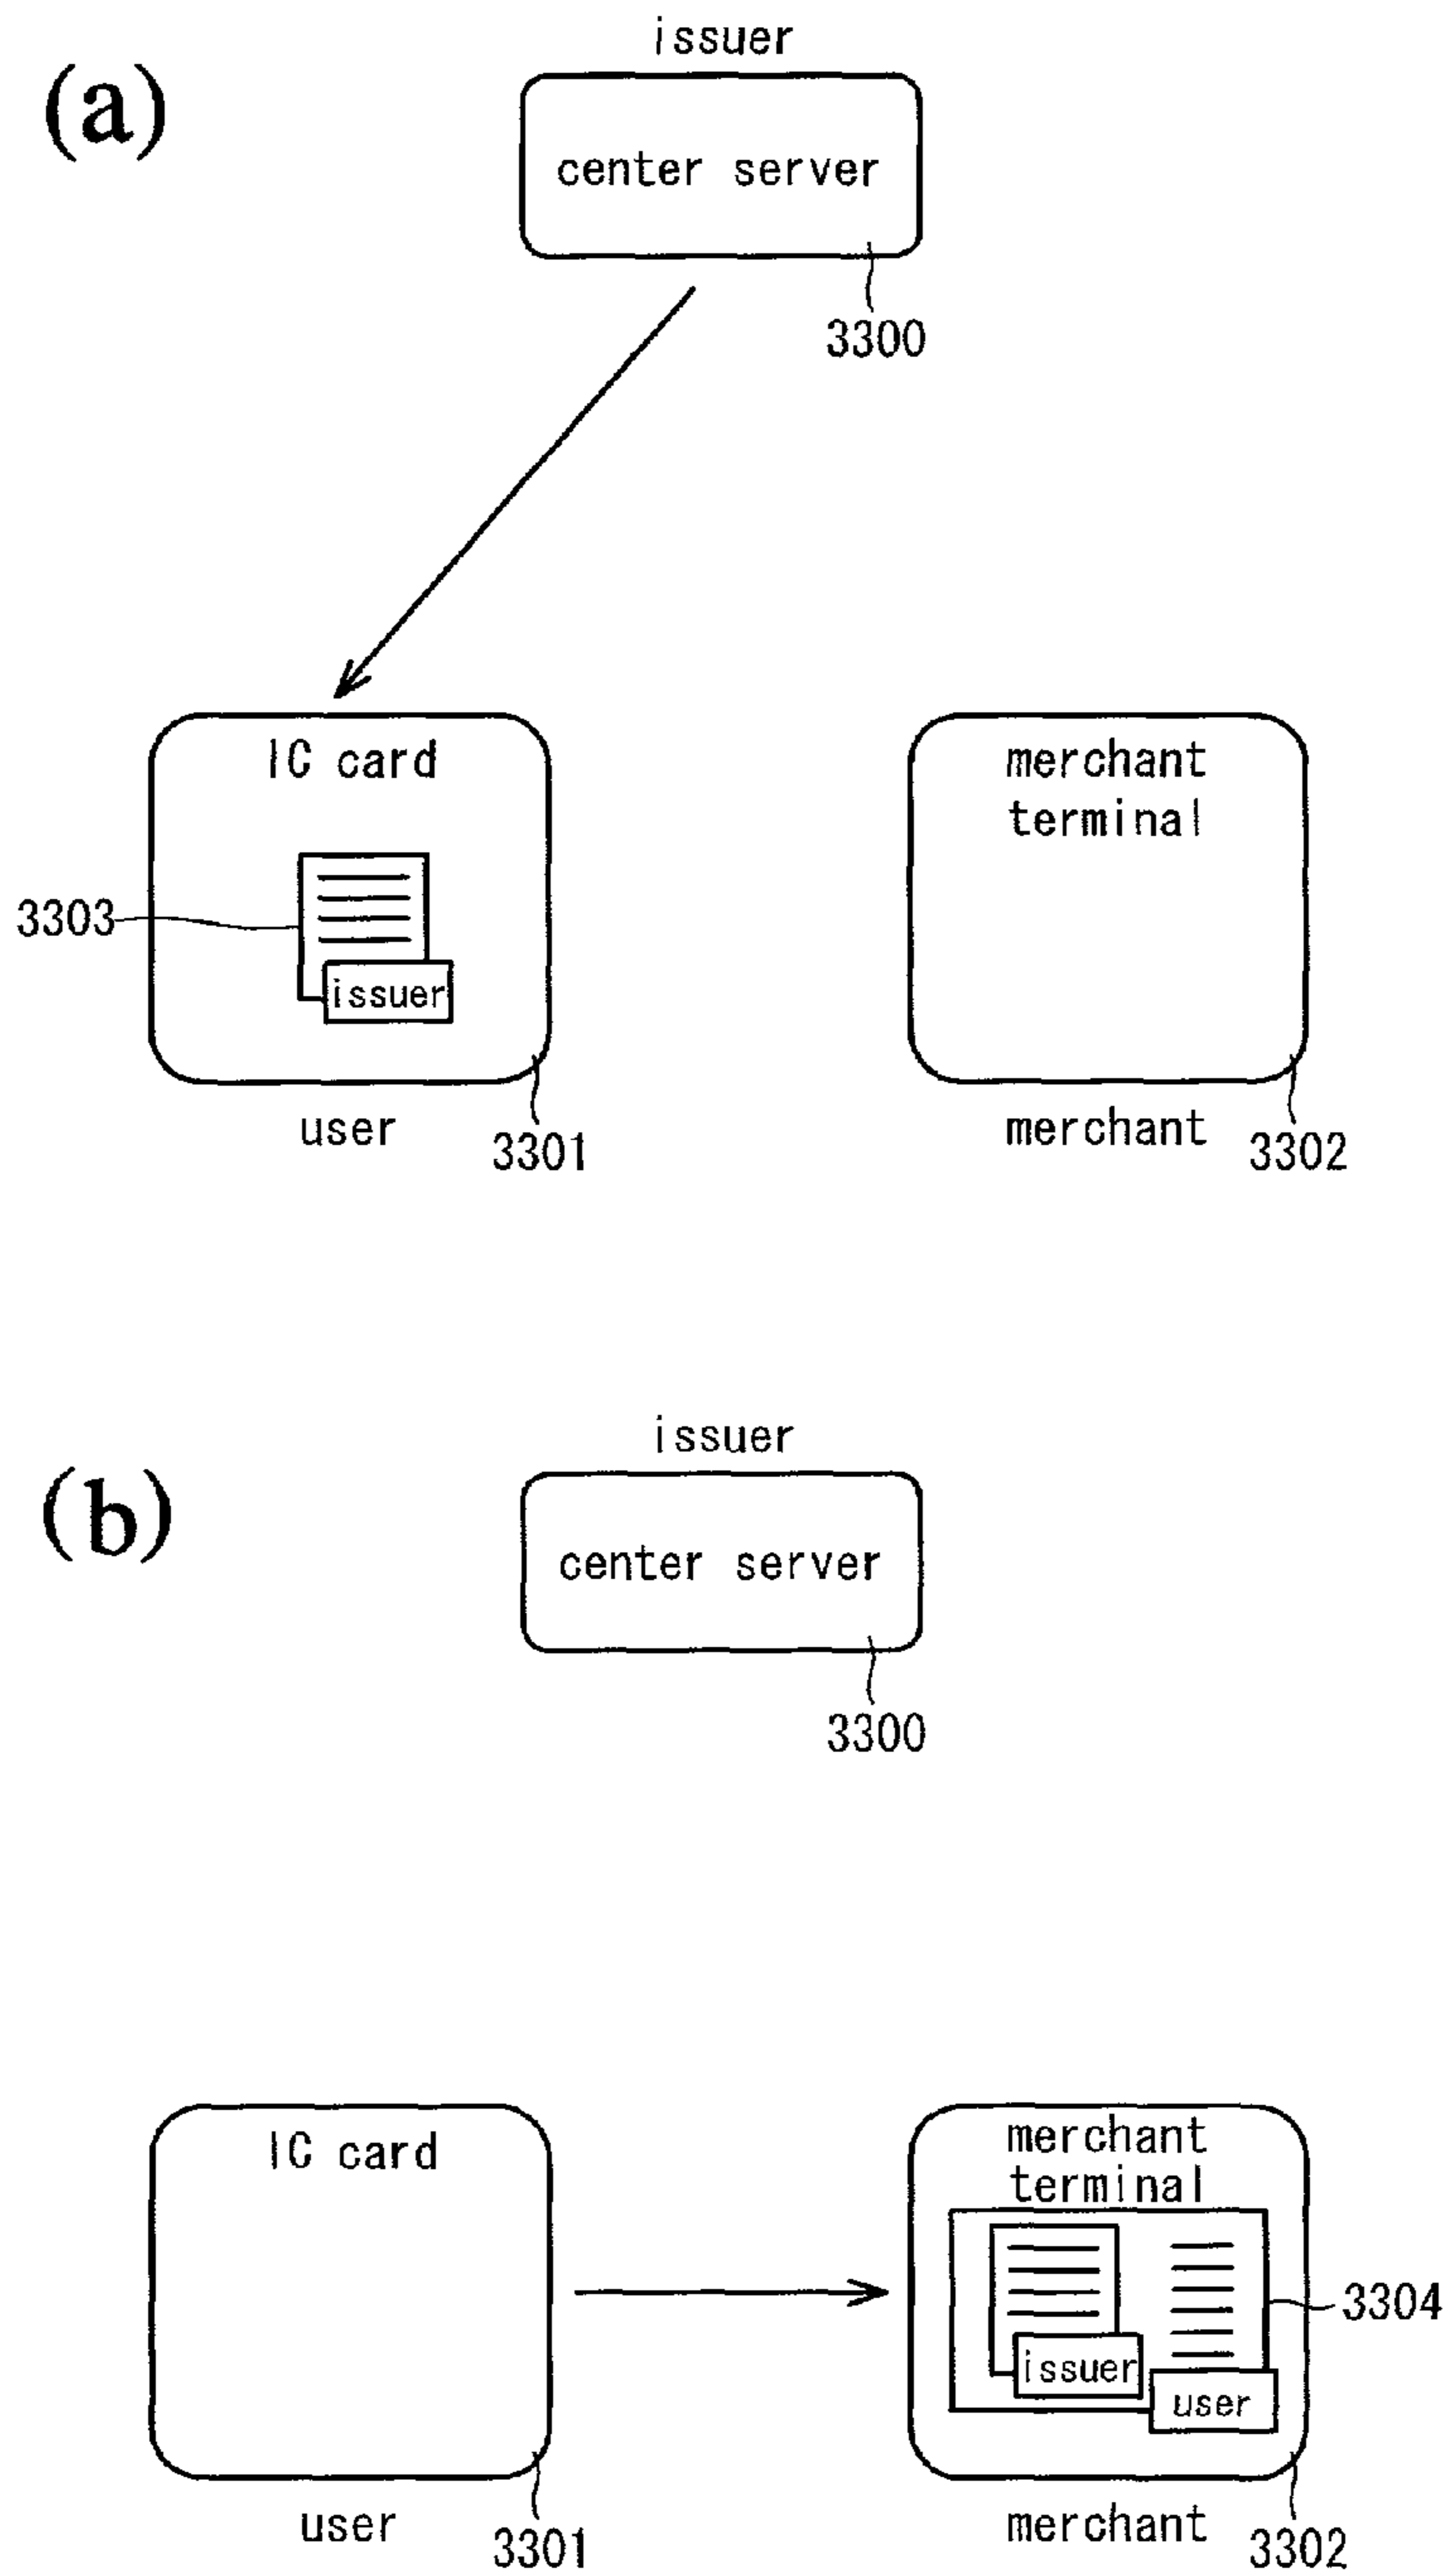 issuer
(a)
center server
3300
IC card
merchant
terminal
3303
issuer
user
3301
merchant
3302
issuer
(b)
center server
3300
IC card
merchant
terminal
3304
issuer
user
user
3301
merchant
3302